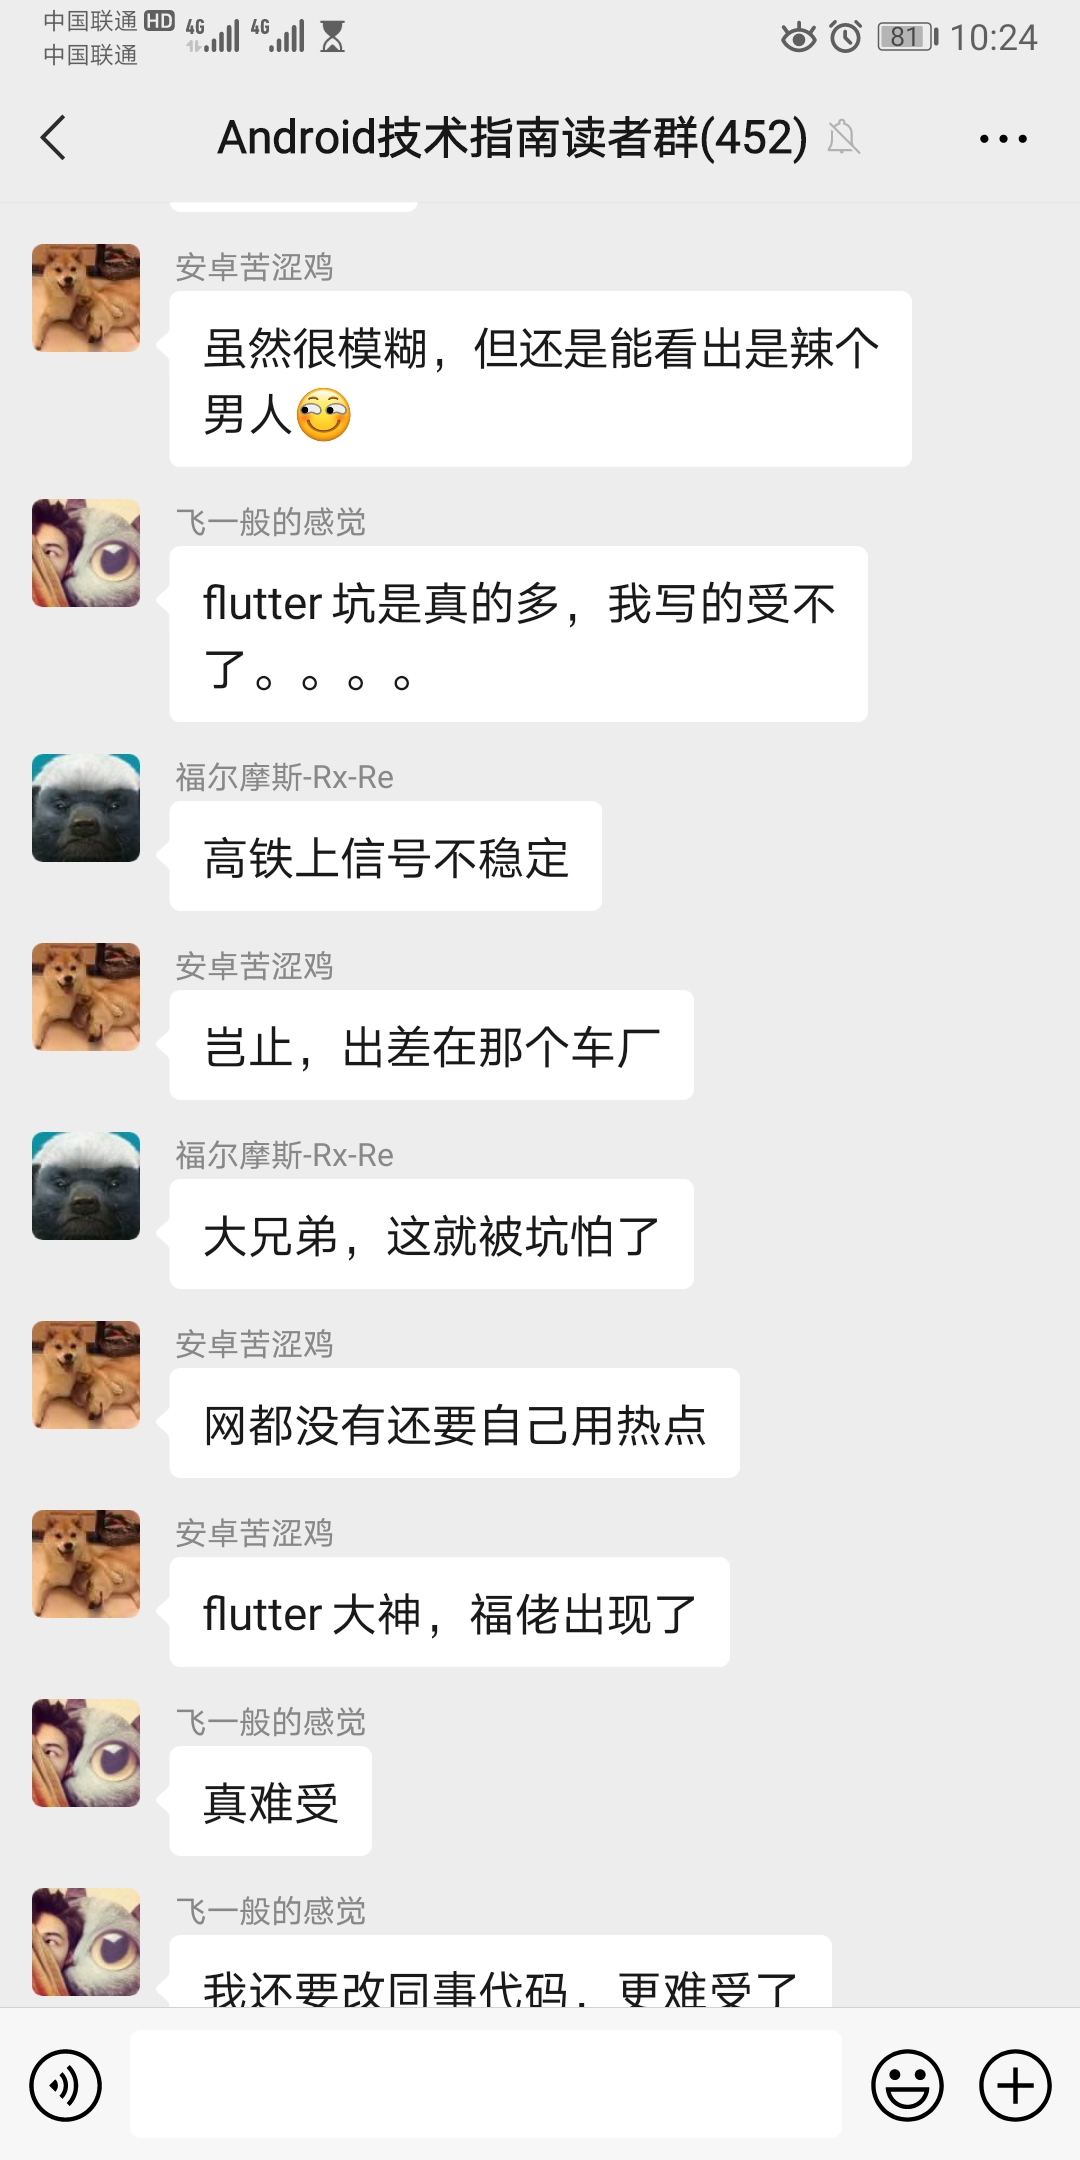 中国联通 HD 4G 4G 81 10:24
中国联通
Android技术指南读者群(452)
安卓苦涩鸡
虽然很模糊，但还是能看出是辣个
男人
飞一般的感觉
flutter 坑是真的多，我写的受不
了。。。。
福尔摩斯-Rx-Re
高铁上信号不稳定
安卓苦涩鸡
岂止，出差在那个车厂
福尔摩斯-Rx-Re
大兄弟，这就被坑怕了
安卓苦涩鸡
网都没有还要自己用热点
安卓苦涩鸡
flutter 大神，福佬出现了
飞一般的感觉
真难受
飞一般的感觉
我还要改同事代码，更难受了